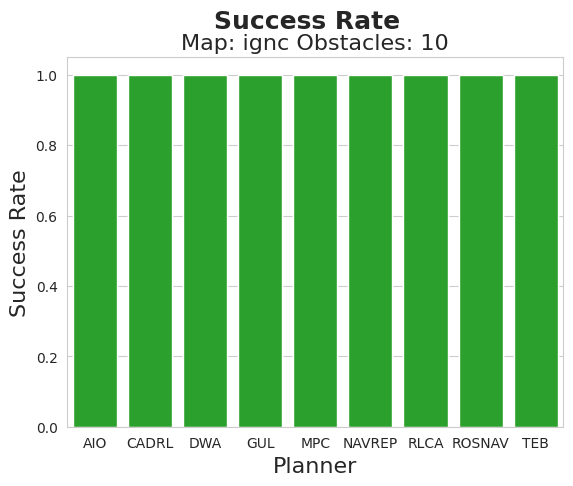 Success Rate
Map: ignc Obstacles: 10
1.0
0.8
0.6
0.4
0.2
0.0
Success Rate
AIO CADRL DWA GUL MPC NAVREP RLCA ROSNAV TEB
Planner